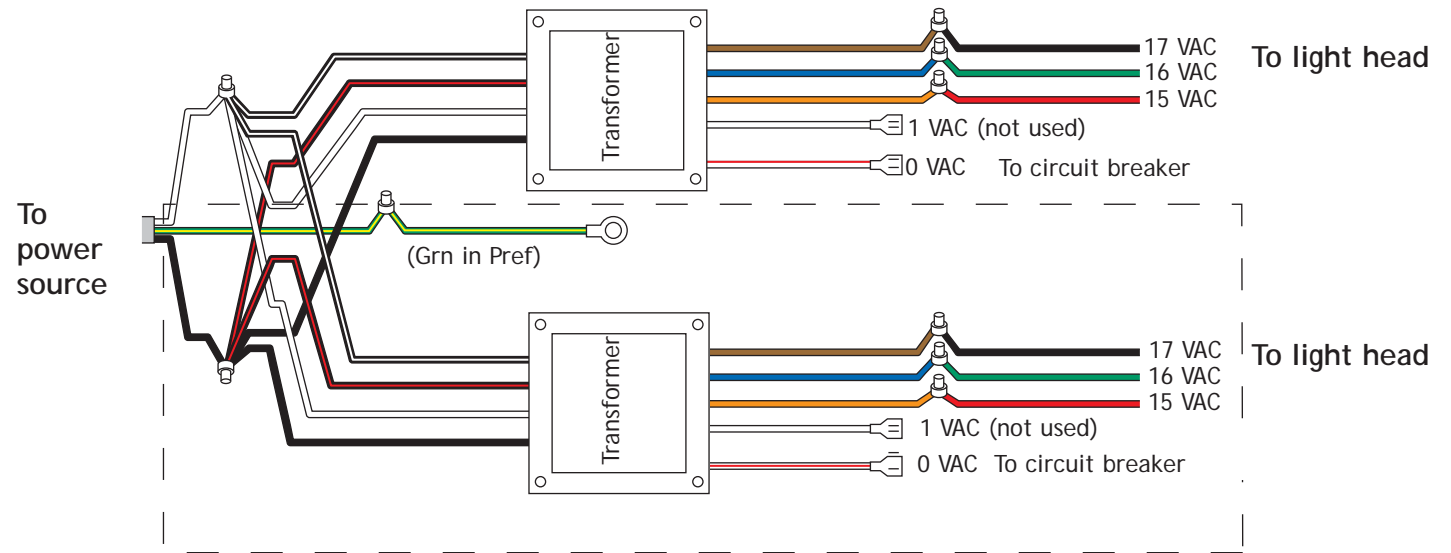 Transformer
17 VAC
16 VAC
15 VAC
To light head
1 VAC (not used)
0 VAC To circuit breaker
To
power
source
(Grn in Pref)
Transformer
17 VAC
16 VAC
15 VAC
To light head
1 VAC (not used)
0 VAC To circuit breaker